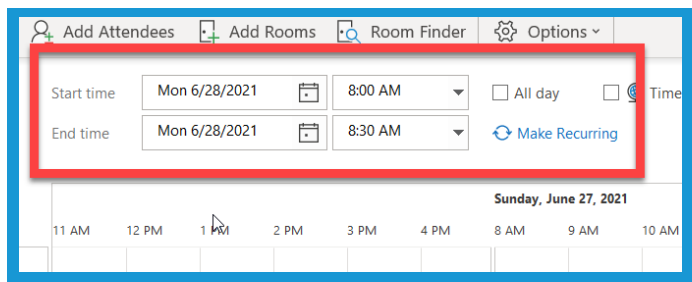 Add Attendees Add Rooms Room Finder Options
Start time Mon 6/28/2021 8:00 AM All day Time
End time Mon 6/28/2021 8:30 AM Make Recurring
Sunday, June 27, 2021
11 AM 12 PM 1 PM 2 PM 3 PM 4 PM 8 AM 9 AM 10 AM